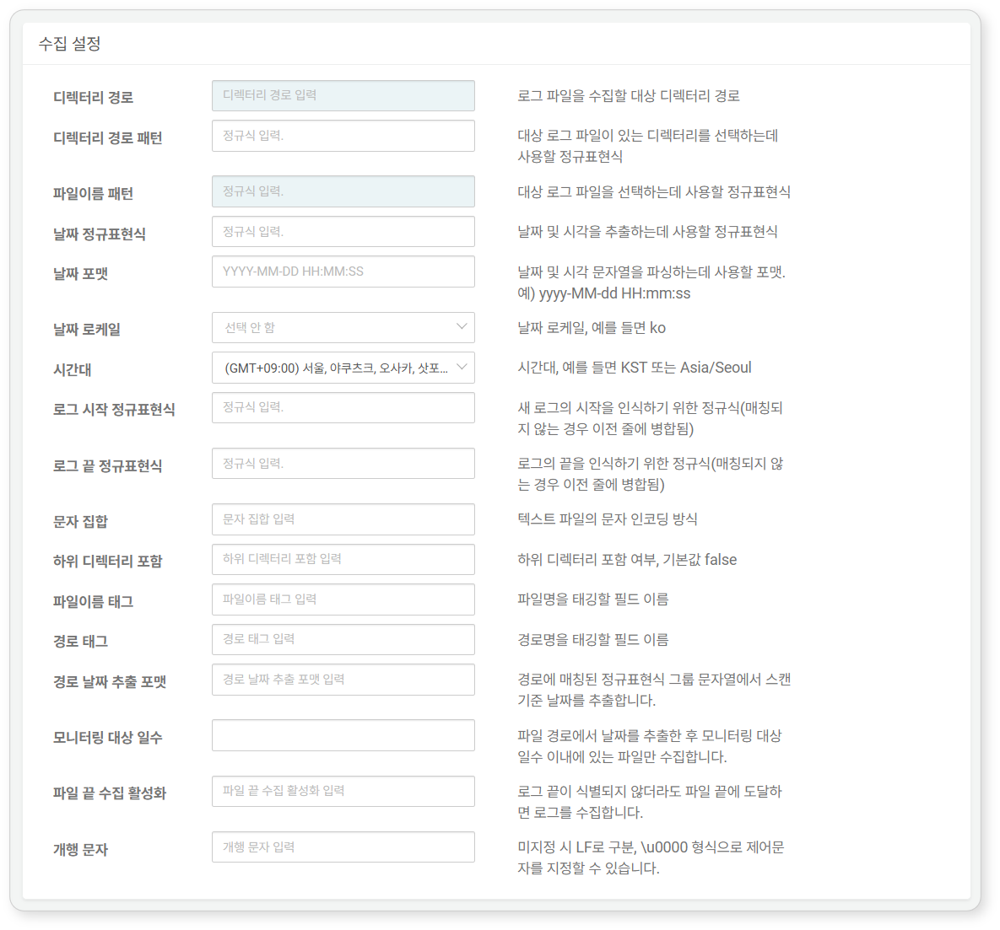 수집 설정
디렉터리 경로
디렉터리 경로 입력
로그 파일을 수집할 대상 디렉터리 경로
디렉터리 경로 패턴
정규식 입력.
대상 로그 파일이 있는 디렉터리를 선택하는데
사용할 정규표현식
파일이름 패턴
정규식 입력.
대상 로그 파일을 선택하는데 사용할 정규표현식
날짜 정규표현식
정규식 입력.
날짜 및 시각을 추출하는데 사용할 정규표현식
날짜 포맷
YYYY-MM-DD HH:MM:SS
날짜 및 시각 문자열을 파싱하는데 사용할 포맷.
예) yyyy-MM-dd HH:mm:ss
날짜 로케일
선택 안 함
날짜 로케일, 예를 들면 ko
시간대
(GMT+09:00) 서울, 야쿠츠크, 오사카, 삿포...
시간대, 예를 들면 KST 또는 Asia/Seoul
로그 시작 정규표현식
정규식 입력.
새 로그의 시작을 인식하기 위한 정규식(매칭되
지 않는 경우 이전 줄에 병합됨)
로그 끝 정규표현식
정규식 입력.
로그의 끝을 인식하기 위한 정규식(매칭되지 않
는 경우 이전 줄에 병합됨)
문자 집합
문자 집합 입력
텍스트 파일의 문자 인코딩 방식
하위 디렉터리 포함
하위 디렉터리 포함 입력
하위 디렉터리 포함 여부, 기본값 false
파일이름 태그
파일이름 태그 입력
파일명을 태깅할 필드 이름
경로 태그
경로 태그 입력
경로명을 태깅할 필드 이름
경로 날짜 추출 포맷
경로 날짜 추출 포맷 입력
경로에 매칭된 정규표현식 그룹 문자열에서 스캔
기준 날짜를 추출합니다.
모니터링 대상 일수
파일 경로에서 날짜를 추출한 후 모니터링 대상
일수 이내에 있는 파일만 수집합니다.
파일 끝 수집 활성화
파일 끝 수집 활성화 입력
로그 끝이 식별되지 않더라도 파일 끝에 도달하
면 로그를 수집합니다.
개행 문자
개행 문자 입력
미지정 시 LF로 구분, \u0000 형식으로 제어문
자를 지정할 수 있습니다.